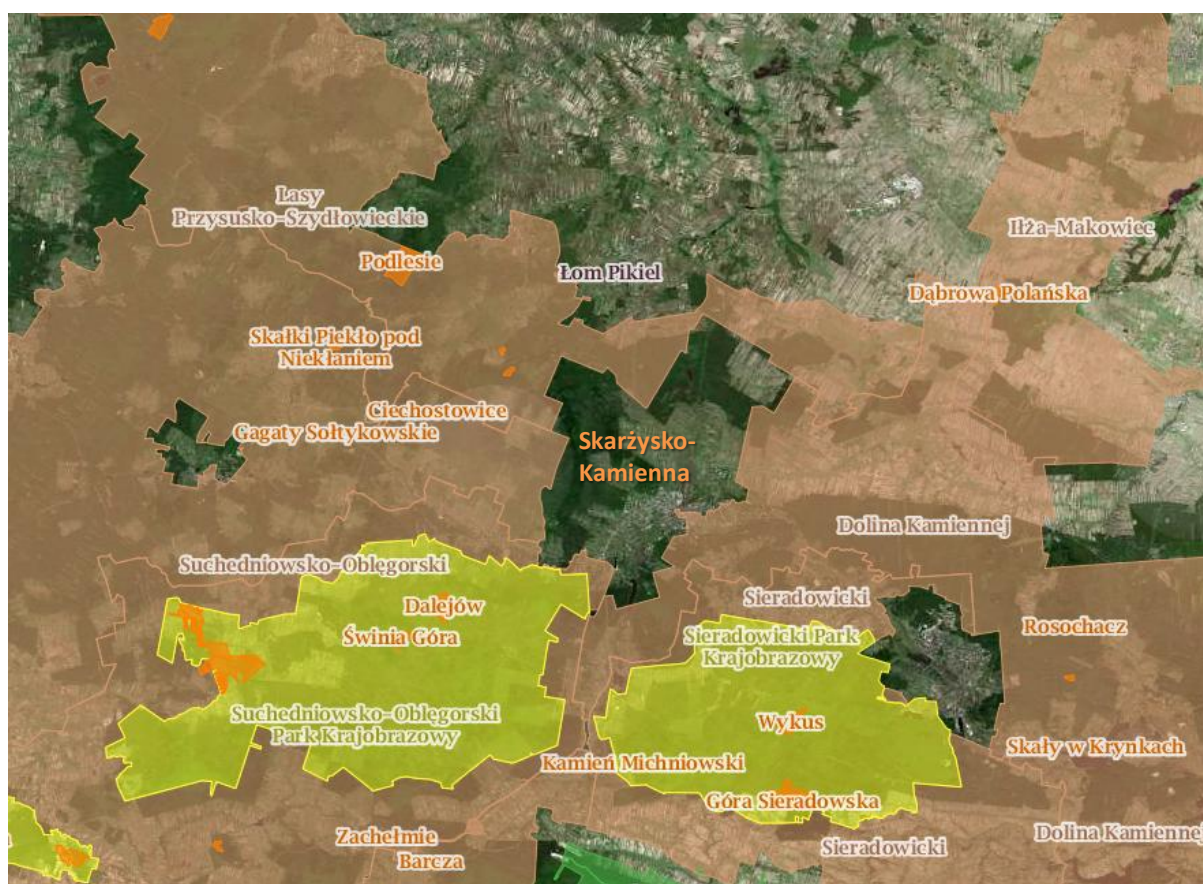 Lasy
Przysusko-Szydłowieckie
Iłża-Makowiec
Podlesie
Łom Pikiel
Dąbrowa Polańska
Skałki Piekło pod
Niekłaniem
Ciechostowice
Gagaty Sołtykowskie
Skarżysko-
Kamienna
Dolina Kamiennej
Suchedniowsko-Oblęgorski
Sieradowicki
Dalejów
Świnia Góra
Sieradowicki Park
Krajobrazowy
Rosochacz
Suchedniowsko-Oblęgorski
Park Krajobrazowy
Wykus
Skały w Krynkach
Kamień Michniowski
Góra Sieradowska
Zachełmie
Barcza
Sieradowicki
Dolina Kamiennej